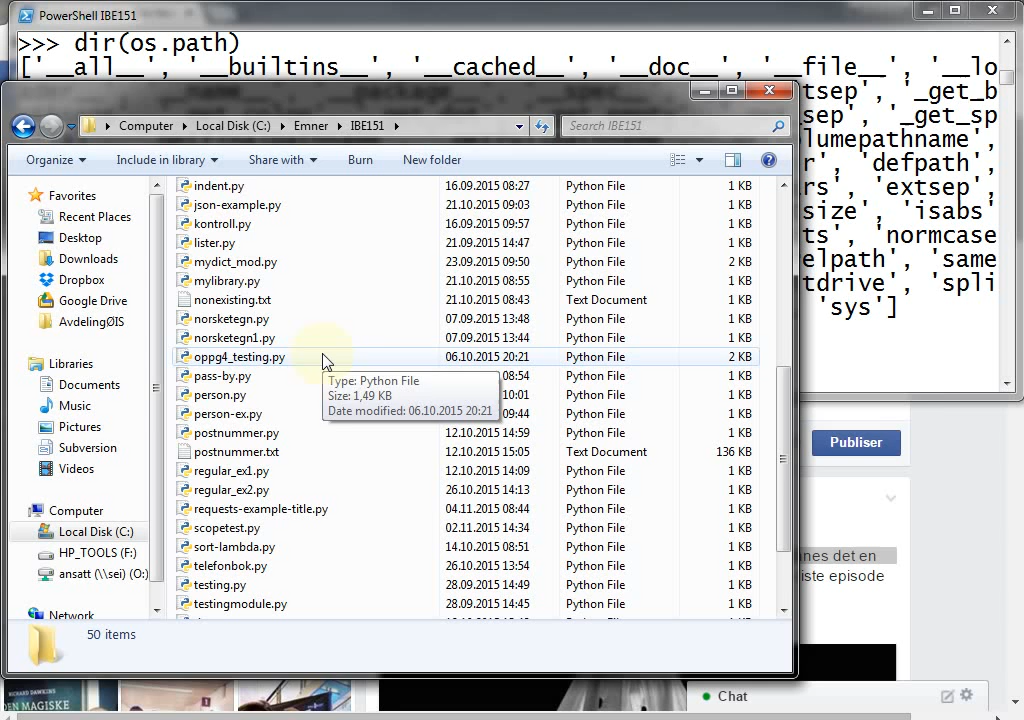 PowerShell IBE151
>>> dir(os.path)
['__all__', '__builtins__', '__cached__', '__doc__', '__file__', '__lo
'__name__', '__package__', '__spec__', tsep', '_get_b
sep', '_get_sp
olumepathname',
r', 'defpath',
rs', 'extsep',
size', 'isabs'
ts', 'normcase
elpath', 'same
tdrive', 'spli
'sys']
Computer Local Disk (C:) Emner IBE151
Search IBE151
Organize Include in library Share with Burn New folder
Favorites
Recent Places
Desktop
Downloads
Dropbox
Google Drive
AvdelingØIS
Libraries
Documents
Music
Pictures
Subversion
Videos
Computer
Local Disk (C:)
HP_TOOLS (F:)
ansatt (\\sei) (O:)
Network
indent.py 16.09.2015 08:27 Python File 1 KB
json-example.py 21.10.2015 09:03 Python File 1 KB
kontroll.py 16.09.2015 09:57 Python File 1 KB
lister.py 21.09.2015 14:47 Python File 1 KB
mydict_mod.py 23.09.2015 09:50 Python File 2 KB
mylibrary.py 21.10.2015 08:55 Python File 1 KB
nonexisting.txt 21.10.2015 08:43 Text Document 1 KB
norsketegn.py 07.09.2015 13:48 Python File 1 KB
norsketegn1.py 07.09.2015 13:44 Python File 1 KB
oppg4_testing.py 06.10.2015 20:21 Python File 2 KB
pass-by.py 08:54 Python File 1 KB
person.py 10:01 Python File 1 KB
person-ex.py 09:44 Python File 1 KB
Type: Python File
Size: 1,49 KB
Date modified: 06.10.2015 20:21
postnummer.py 12.10.2015 14:59 Python File 1 KB
postnummer.txt 12.10.2015 15:05 Text Document 136 KB
regular_ex1.py 12.10.2015 14:09 Python File 1 KB
regular_ex2.py 26.10.2015 14:13 Python File 1 KB
requests-example-title.py 04.11.2015 08:44 Python File 1 KB
scopetest.py 02.11.2015 14:34 Python File 1 KB
sort-lambda.py 14.10.2015 08:51 Python File 1 KB
telefonbok.py 26.10.2015 13:54 Python File 1 KB
testing.py 28.09.2015 14:49 Python File 1 KB
testingmodule.py 28.09.2015 14:45 Python File 1 KB
50 items
Publiser
nes det en
iste episode
RICHARD DAWKINS
EN MAGISKE
Chat